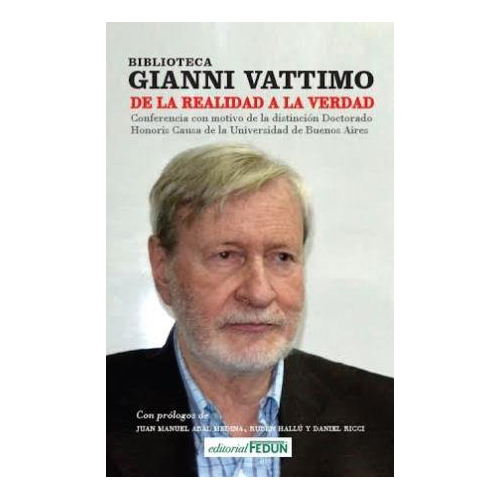 BIBLIOTECA
GIANNI VATTIMO
DE LA REALIDAD A LA VERDAD
Conferencia con motivo de la distinción Doctorado
Honoris Causa de la Universidad de Buenos Aires
Con prólogos de
JUAN MANUEL ABAL MEDINA, RUBÉN HALLÚ Y DANIEL RICCI
editorial FEDUN